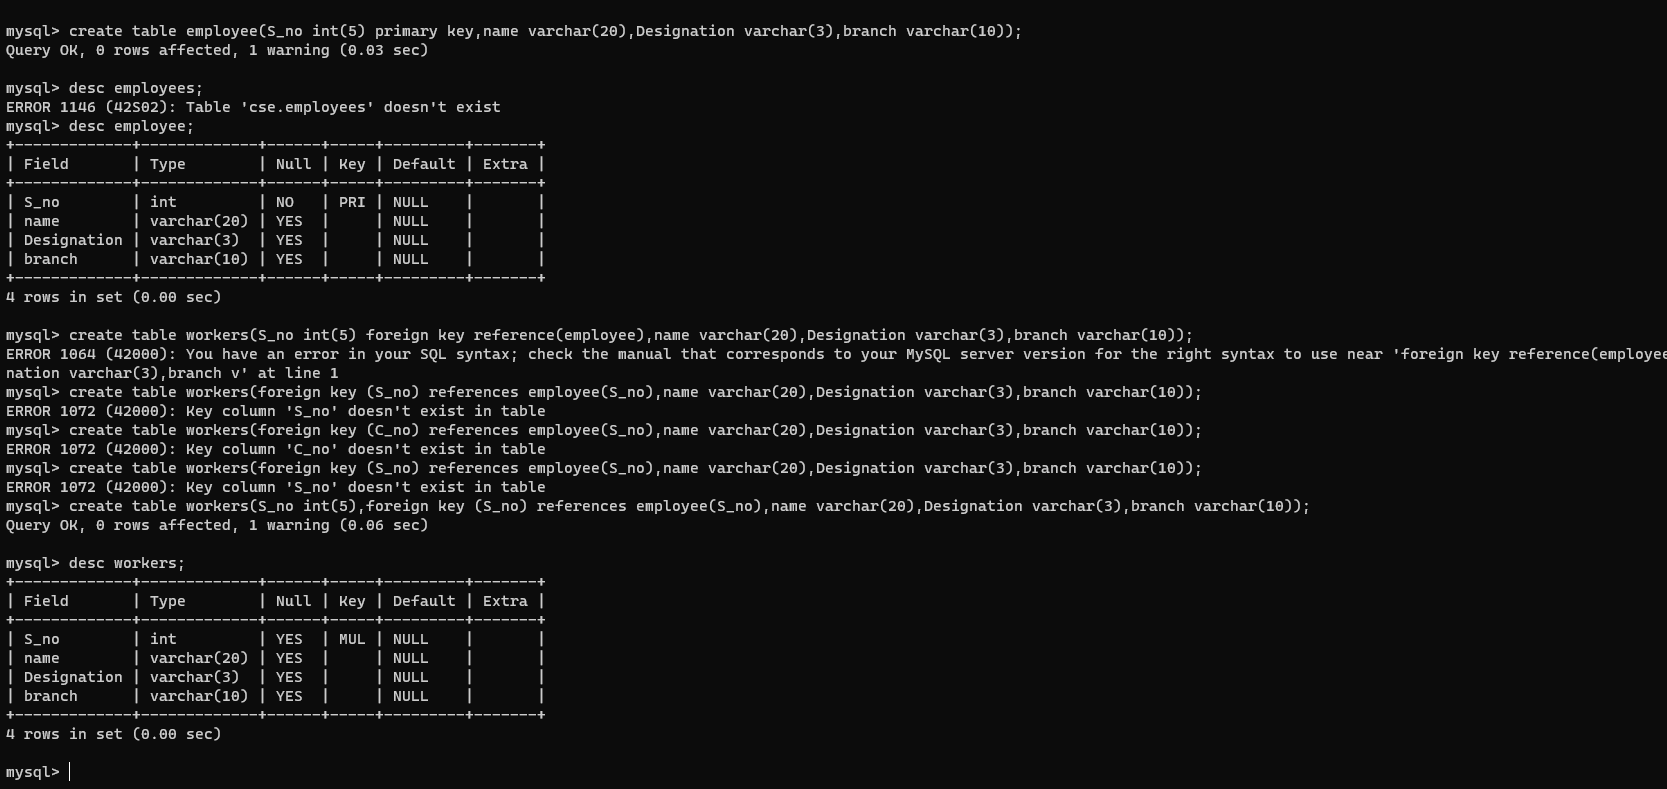 mysql> create table employee(S_no int(5) primary key,name varchar(20),Designation varchar(3),branch varchar(10));
Query OK, 0 rows affected, 1 warning (0.03 sec)
mysql> desc employees;
ERROR 1146 (42S02): Table 'cse.employees' doesn't exist
mysql> desc employee;
+-------------+-------------+------+-----+---------+-------+
| Field       | Type        | Null | Key | Default | Extra |
+-------------+-------------+------+-----+---------+-------+
| S_no        | int         | NO   | PRI | NULL    |       |
| name        | varchar(20) | YES  |     | NULL    |       |
| Designation | varchar(3)  | YES  |     | NULL    |       |
| branch      | varchar(10) | YES  |     | NULL    |       |
+-------------+-------------+------+-----+---------+-------+
4 rows in set (0.00 sec)
mysql> create table workers(S_no int(5) foreign key reference(employee),name varchar(20),Designation varchar(3),branch varchar(10));
ERROR 1064 (42000): You have an error in your SQL syntax; check the manual that corresponds to your MySQL server version for the right syntax to use near 'foreign key reference(employee
nation varchar(3),branch v' at line 1
mysql> create table workers(foreign key (S_no) references employee(S_no),name varchar(20),Designation varchar(3),branch varchar(10));
ERROR 1072 (42000): Key column 'S_no' doesn't exist in table
mysql> create table workers(foreign key (C_no) references employee(S_no),name varchar(20),Designation varchar(3),branch varchar(10));
ERROR 1072 (42000): Key column 'C_no' doesn't exist in table
mysql> create table workers(foreign key (S_no) references employee(S_no),name varchar(20),Designation varchar(3),branch varchar(10));
ERROR 1072 (42000): Key column 'S_no' doesn't exist in table
mysql> create table workers(S_no int(5),foreign key (S_no) references employee(S_no),name varchar(20),Designation varchar(3),branch varchar(10));
Query OK, 0 rows affected, 1 warning (0.06 sec)
mysql> desc workers;
+-------------+-------------+------+-----+---------+-------+
| Field       | Type        | Null | Key | Default | Extra |
+-------------+-------------+------+-----+---------+-------+
| S_no        | int         | YES  | MUL | NULL    |       |
| name        | varchar(20) | YES  |     | NULL    |       |
| Designation | varchar(3)  | YES  |     | NULL    |       |
| branch      | varchar(10) | YES  |     | NULL    |       |
+-------------+-------------+------+-----+---------+-------+
4 rows in set (0.00 sec)
mysql>